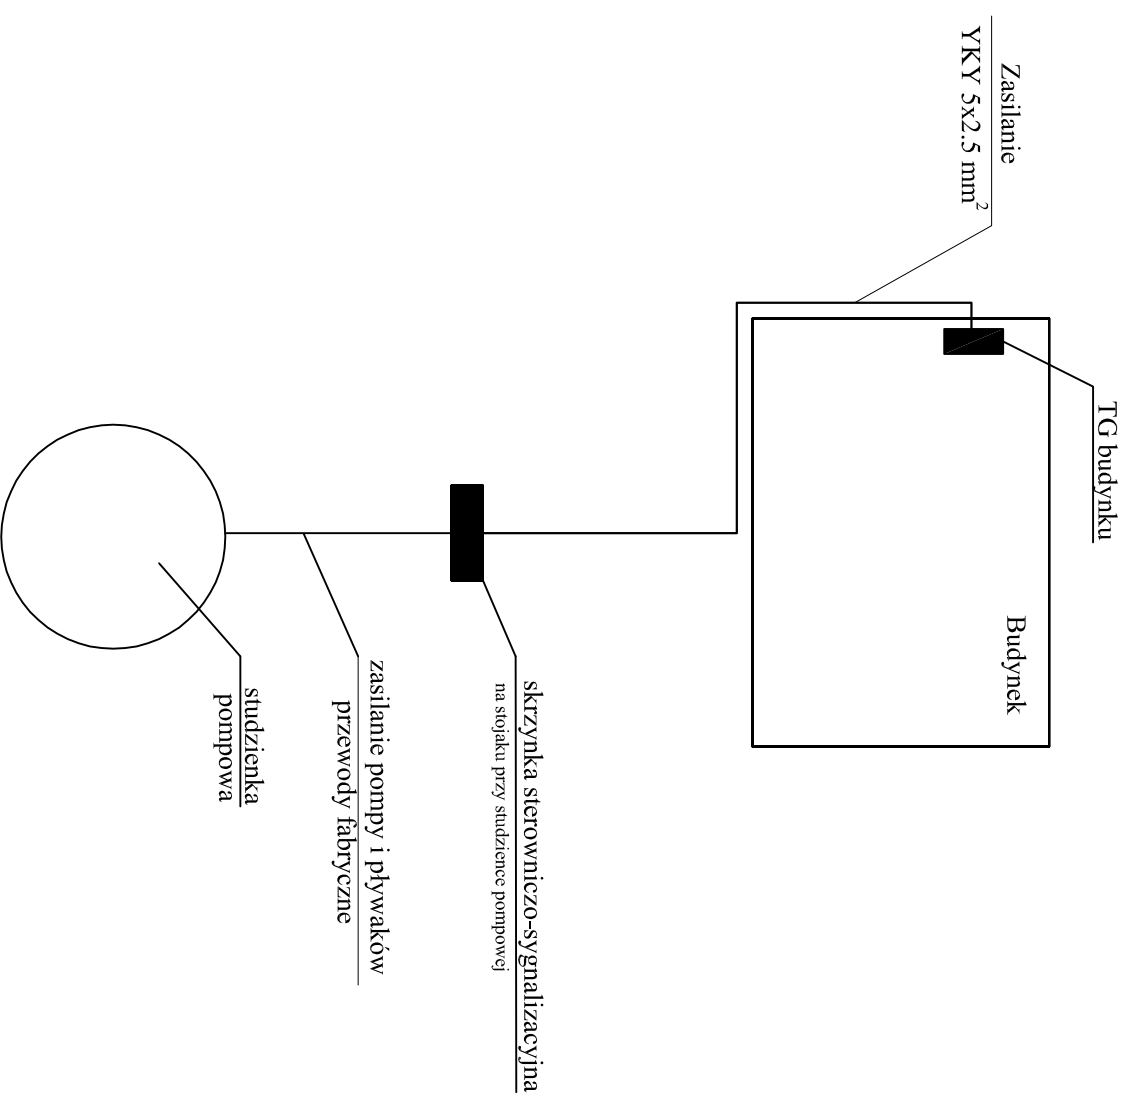 Zasilanie
YKY 5x2.5 mm²
TG budynku
Budynek
skrzynka sterowniczo-sygnalizacyjna
na stojaku przy studzience pompowej
zasilanie pompy i pływaków
przewody fabryczne
studzienka
pompowa